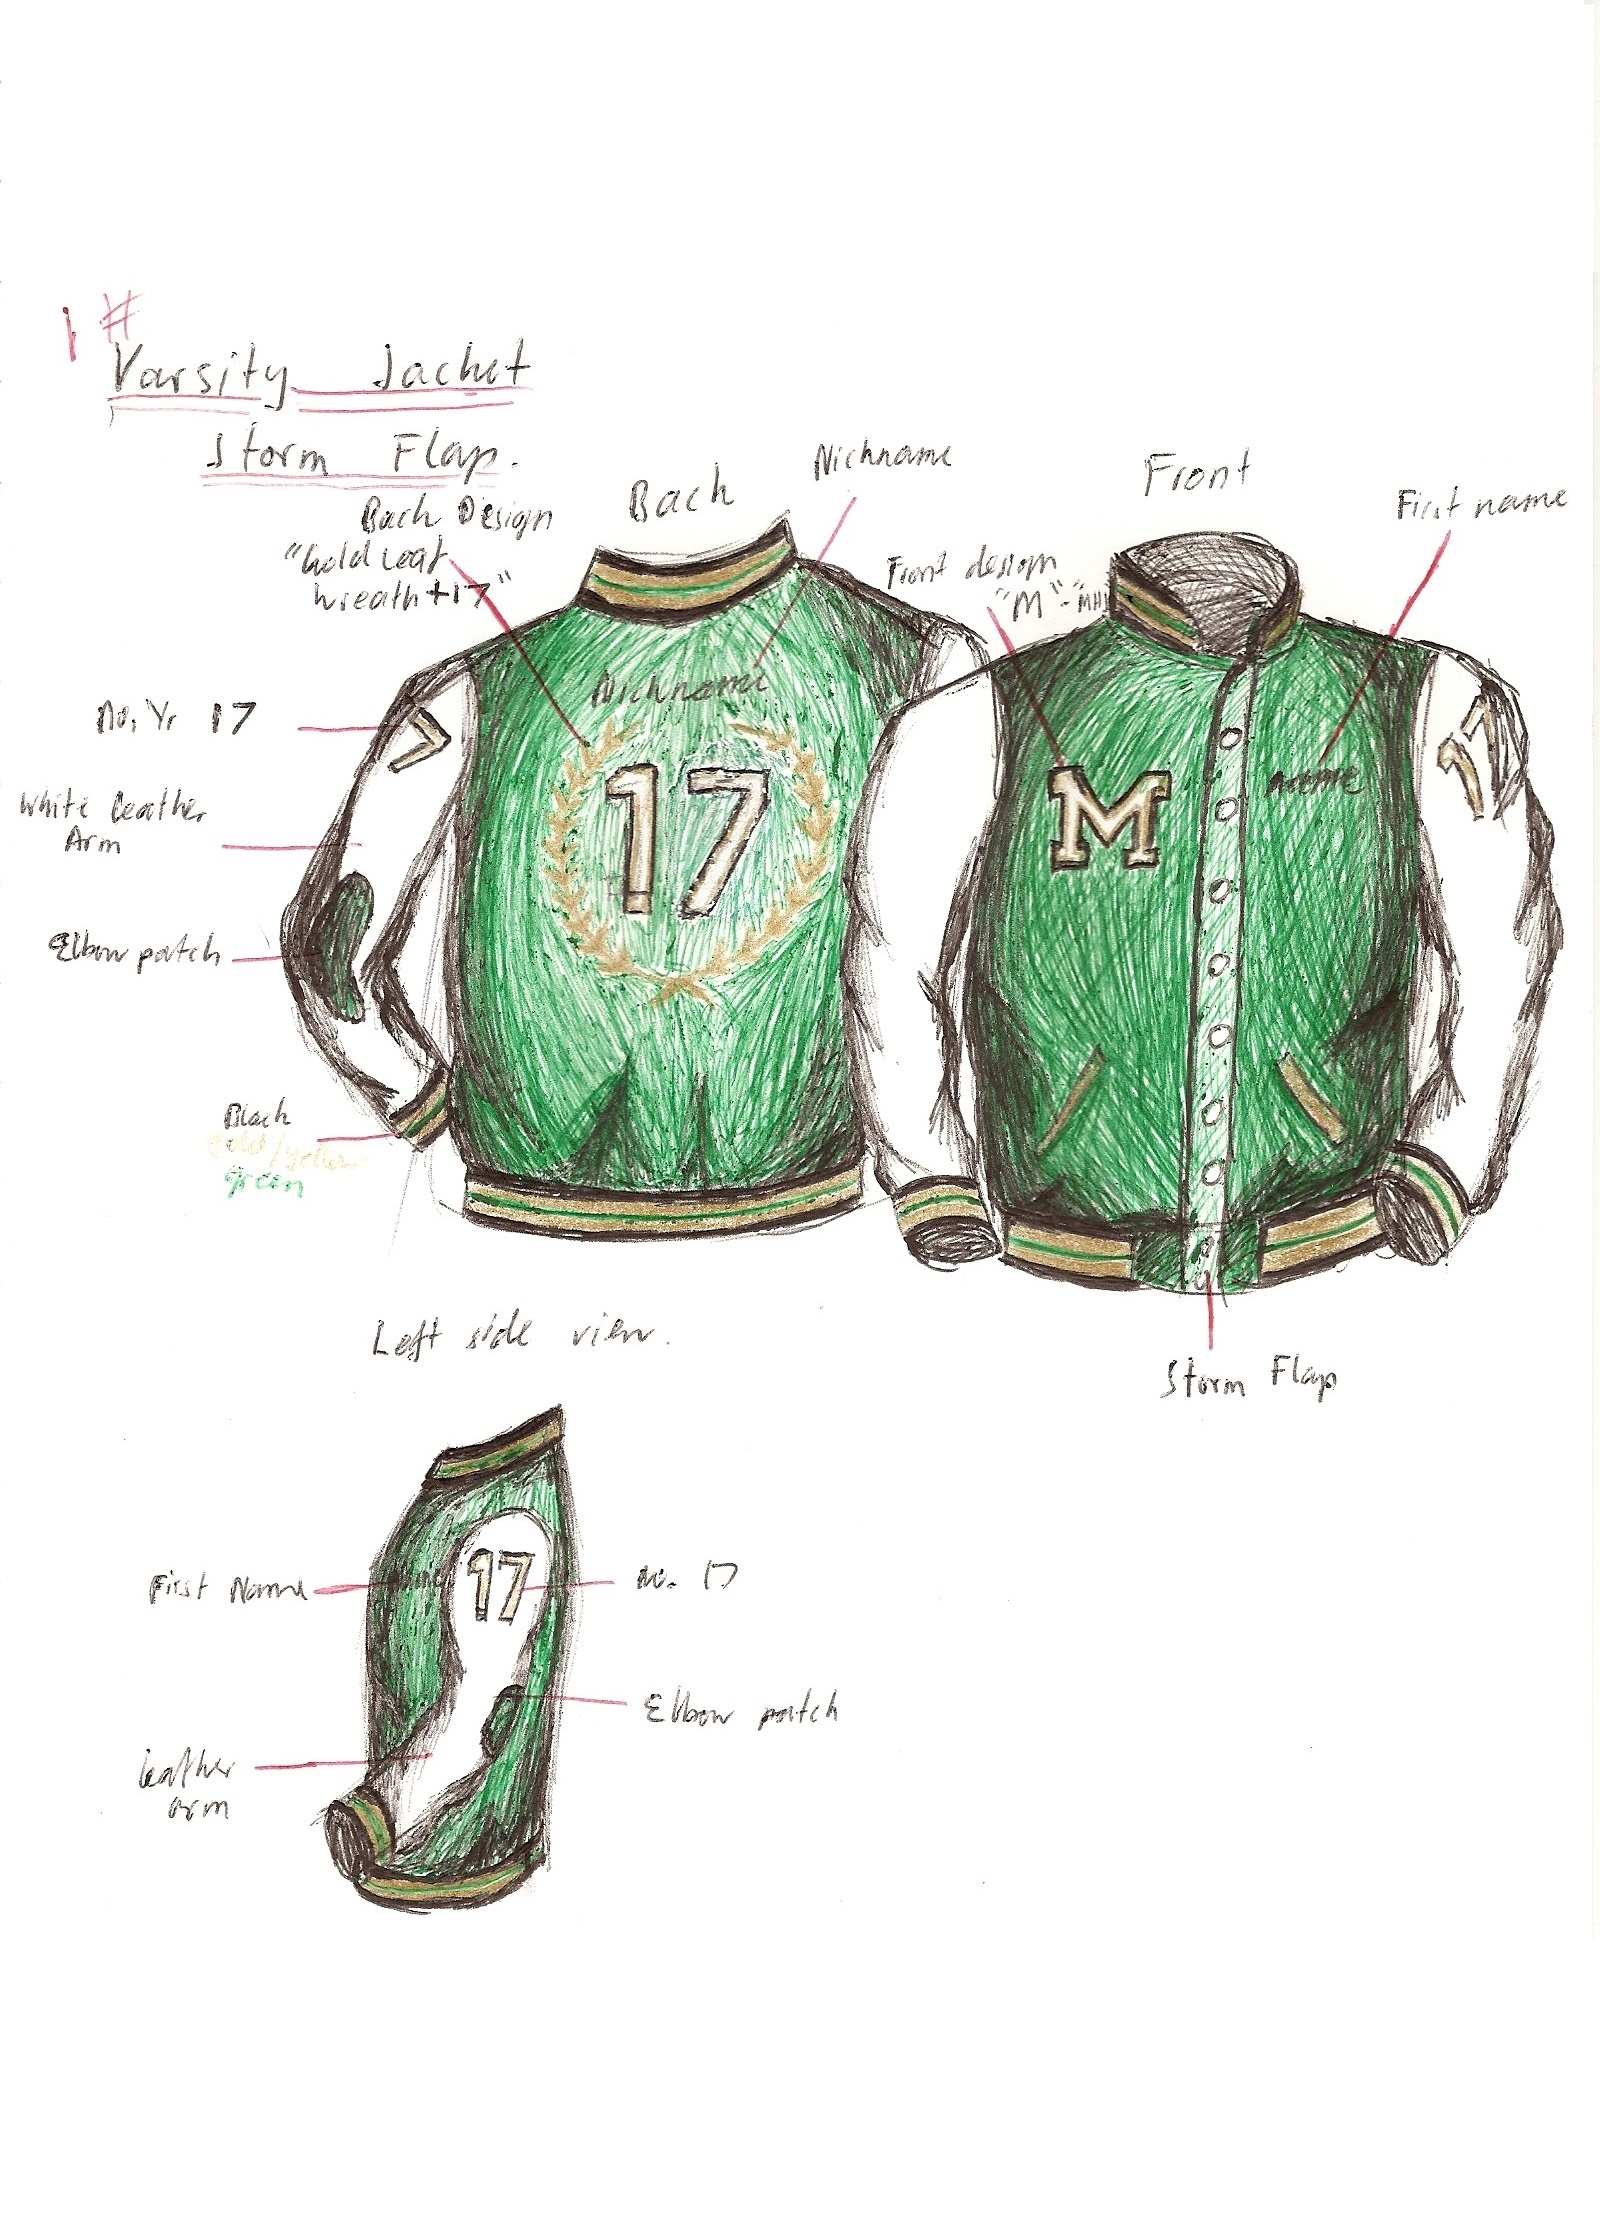 1 #
Varsity Jacket
Storm Flap.
Back
Nickname
Front
First name
Back Design
"Gold Leaf
Wreath +17"
Front design
"M" -"MHS
No. Yr 17
White Leather
Arm
Elbow patch
Black
gold/yellow
green
Nickname
17
7
M
name
17
Storm Flap
Left side view.
First Name
17
No. 17
Elbow patch
Leather
arm